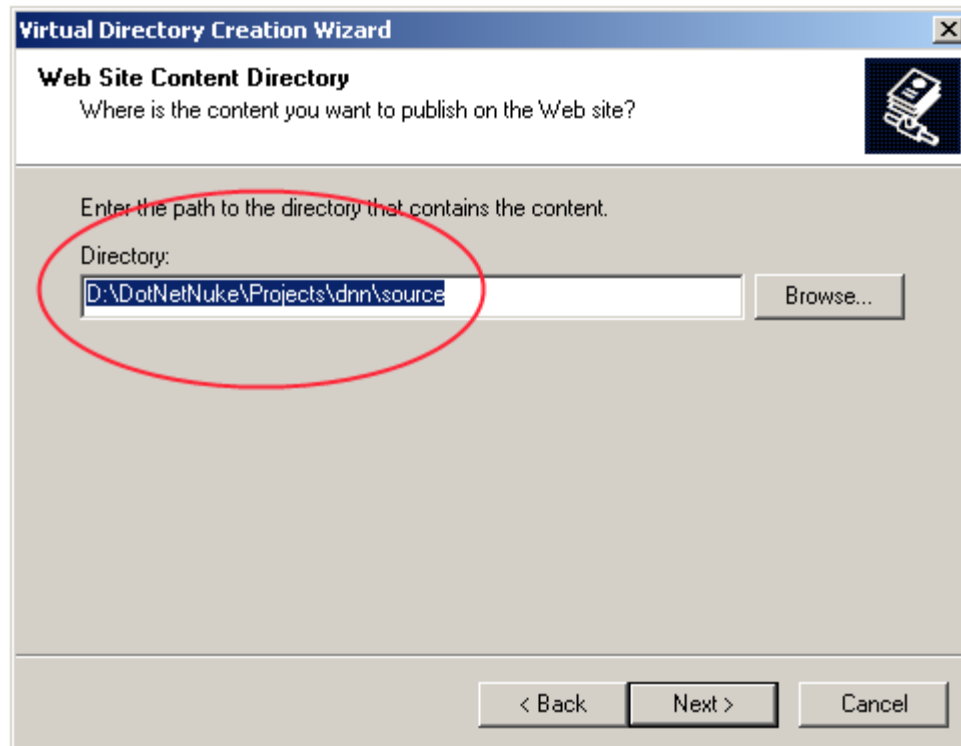 Virtual Directory Creation Wizard
Web Site Content Directory
Where is the content you want to publish on the Web site?
Enter the path to the directory that contains the content.
Directory:
D:\DotNetNuke\Projects\dnn\source
Browse...
< Back
Next >
Cancel